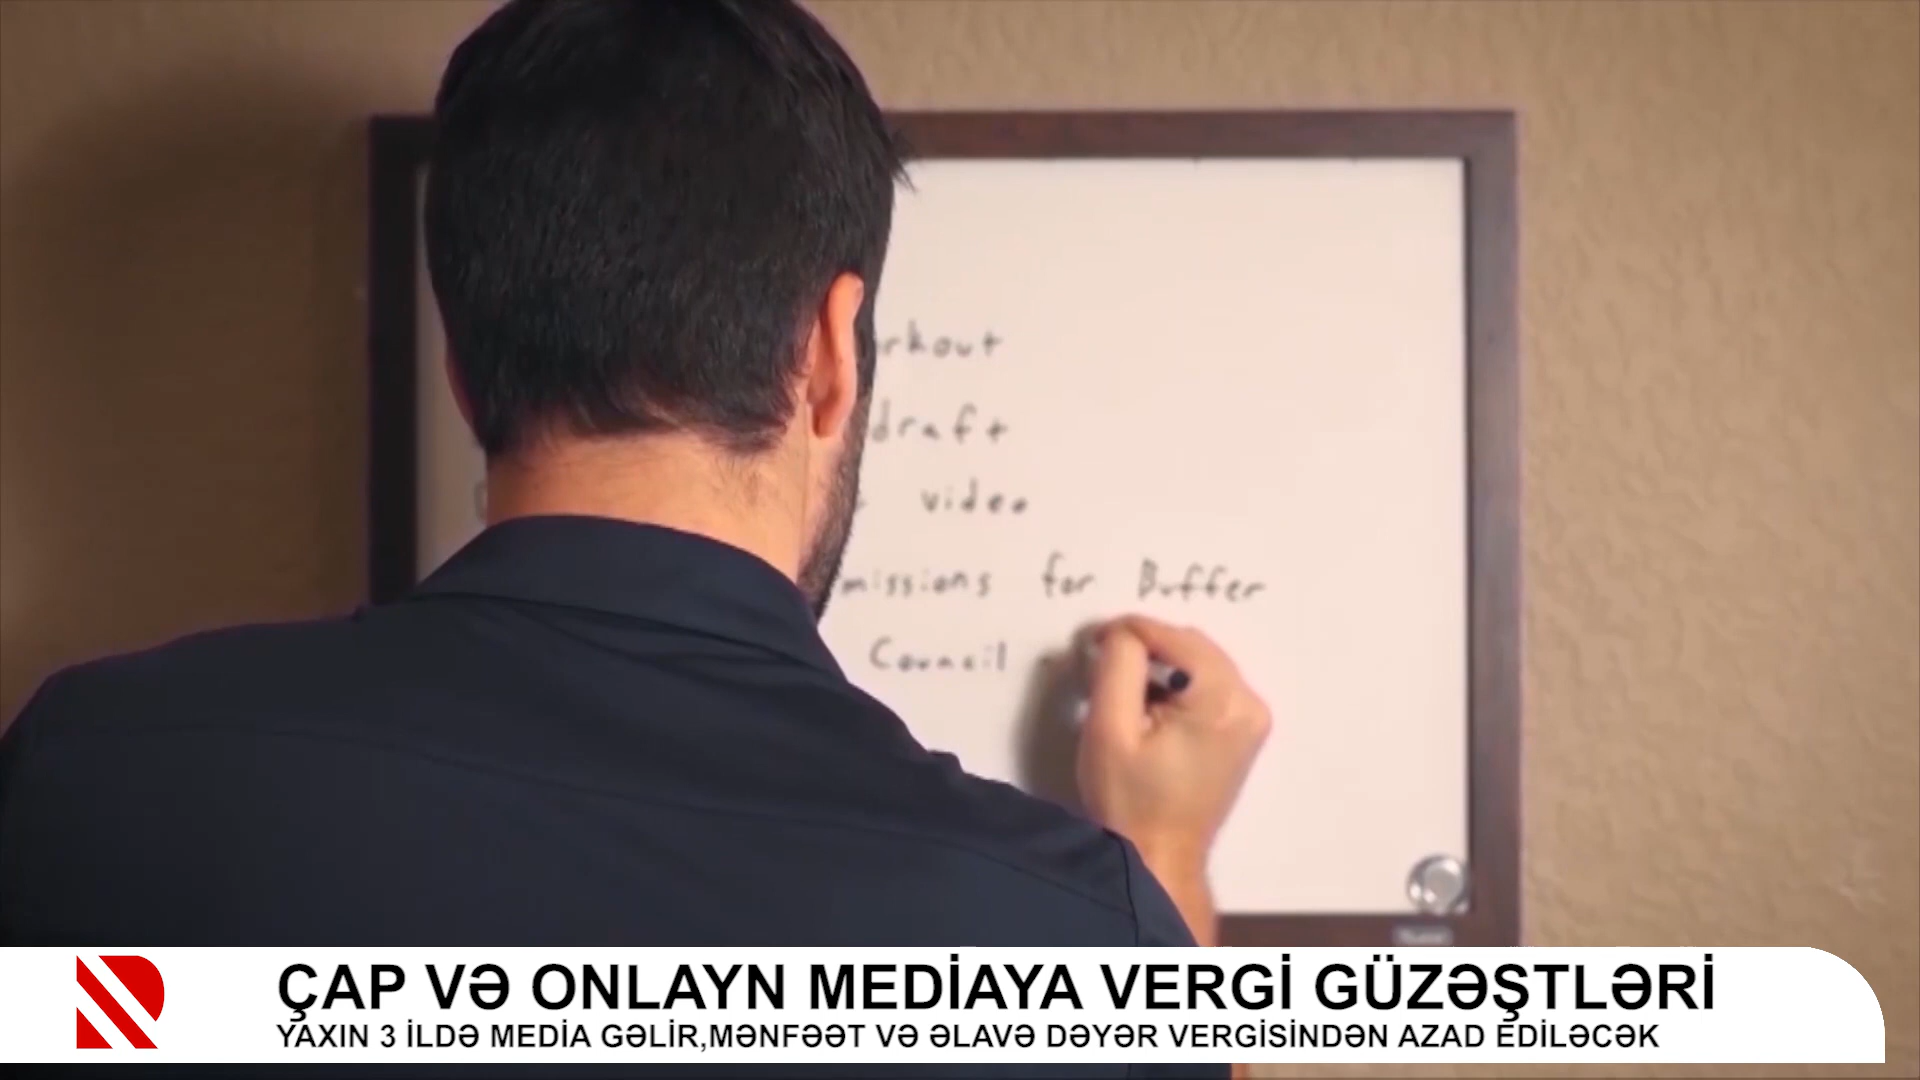 rkout
draft
video
missions for Buffer
Council
ÇAP VƏ ONLAYN MEDİAYA VERGİ GÜZƏŞTLƏRİ
YAXIN 3 İLDƏ MEDİA GƏLİR,MƏNFƏƏT VƏ ƏLAVƏ DƏYƏR VERGİSİNDƏN AZAD EDİLƏCƏK